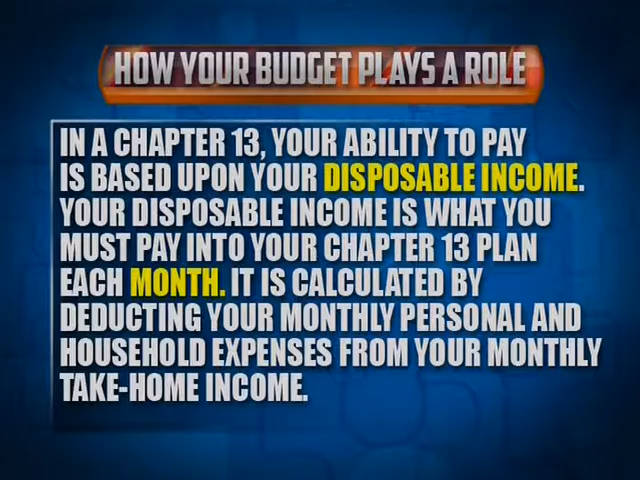 HOW YOUR BUDGET PLAYS A ROLE
IN A CHAPTER 13, YOUR ABILITY TO PAY
IS BASED UPON YOUR DISPOSABLE INCOME.
YOUR DISPOSABLE INCOME IS WHAT YOU
MUST PAY INTO YOUR CHAPTER 13 PLAN
EACH MONTH. IT IS CALCULATED BY
DEDUCTING YOUR MONTHLY PERSONAL AND
HOUSEHOLD EXPENSES FROM YOUR MONTHLY
TAKE-HOME INCOME.